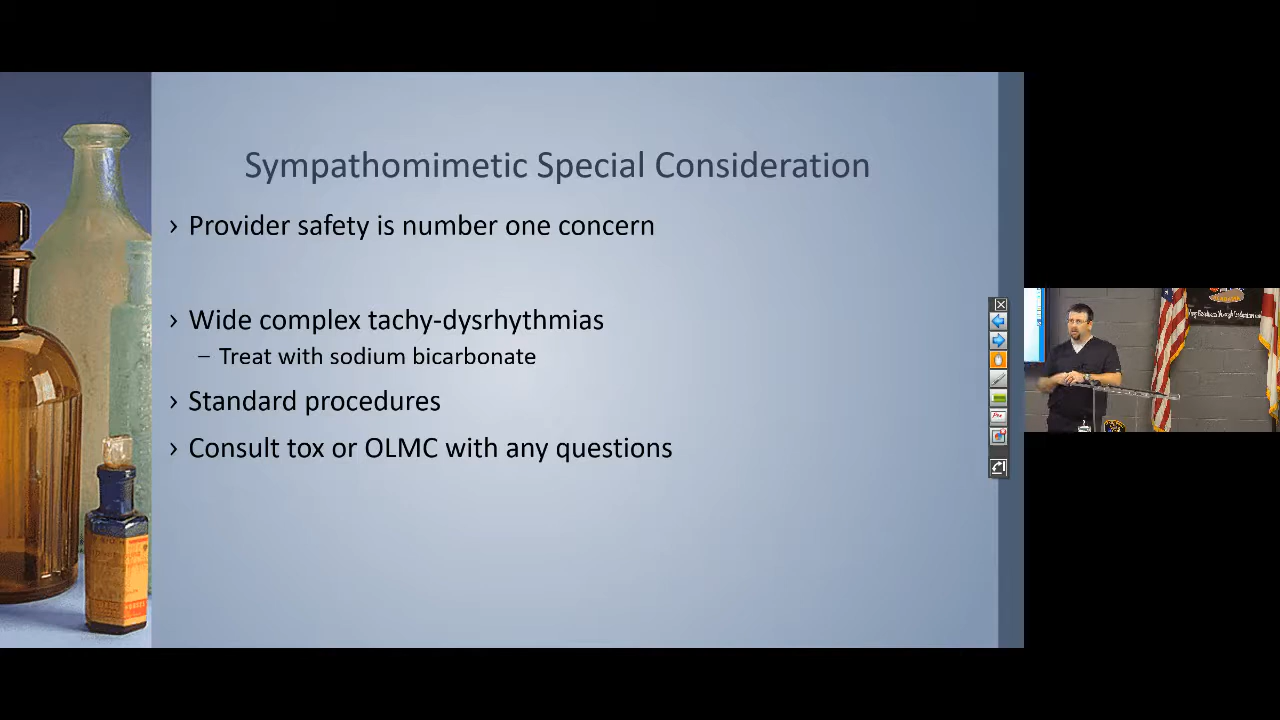 Sympathomimetic Special Consideration
› Provider safety is number one concern
› Wide complex tachy-dysrhythmias
– Treat with sodium bicarbonate
› Standard procedures
› Consult tox or OLMC with any questions